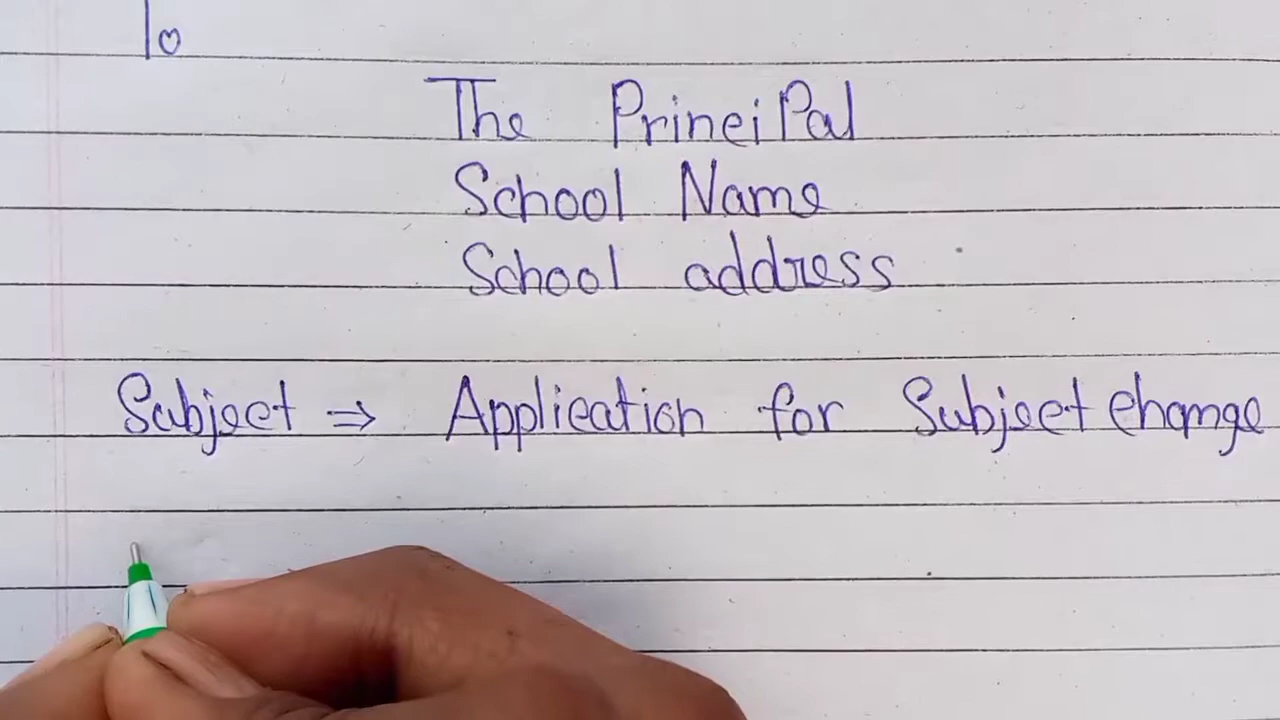 To
The Principal
School Name
School address
Subject ⇒ Application for Subject change